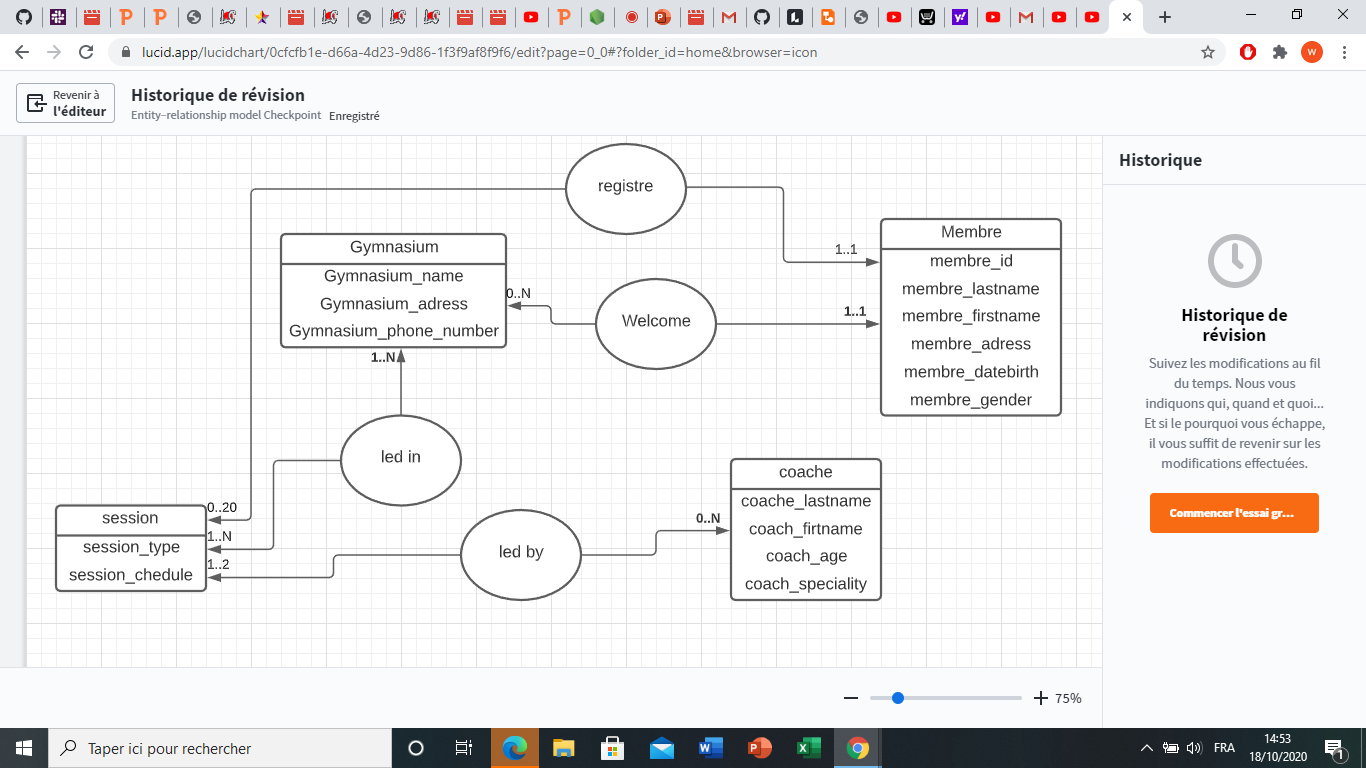 lucid.app/lucidchart/0cfcfb1e-d66a-4d23-9d86-1f3f9af8f9f6/edit?page=0_0#?folder_id=home&browser=icon
W
Revenir à
l'éditeur
Historique de révision
Entity-relationship model Checkpoint
Enregistré
Historique
registre
Gymnasium
Gymnasium_name
Gymnasium_adress
Gymnasium_phone_number
0..N
1..N
Welcome
1..1
1..1
Membre
membre_id
membre_lastname
membre_firstname
membre_adress
membre_datebirth
membre_gender
led in
session
session_type
session_chedule
0..20
1..N
1..2
led by
0..N
coache
coache_lastname
coach_firtname
coach_age
coach_speciality
Historique de
révision
Suivez les modifications au fil
du temps. Nous vous
indiquons qui, quand et quoi...
Et si le pourquoi vous échappe,
il vous suffit de revenir sur les
modifications effectuées.
Commencer l'essai gr...
75%
Taper ici pour rechercher
FRA
14:53
18/10/2020
1